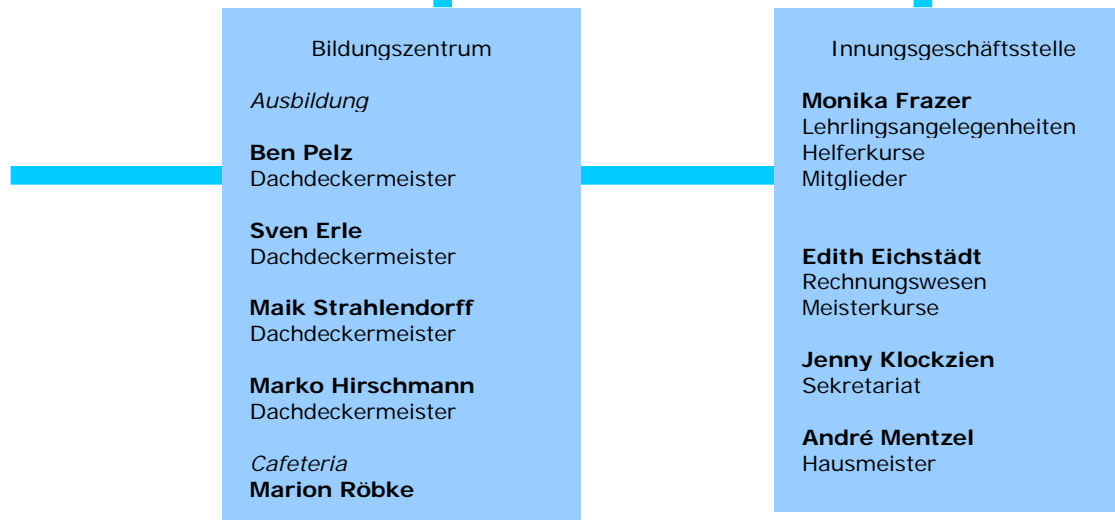 Bildungszentrum
Ausbildung
Ben Pelz
Dachdeckermeister
Sven Erle
Dachdeckermeister
Maik Strahlendorff
Dachdeckermeister
Marko Hirschmann
Dachdeckermeister
Cafeteria
Marion Röbke
Innungsgeschäftsstelle
Monika Frazer
Lehrlingsangelegenheiten
Helferkurse
Mitglieder
Edith Eichstädt
Rechnungswesen
Meisterkurse
Jenny Klockzien
Sekretariat
André Mentzel
Hausmeister